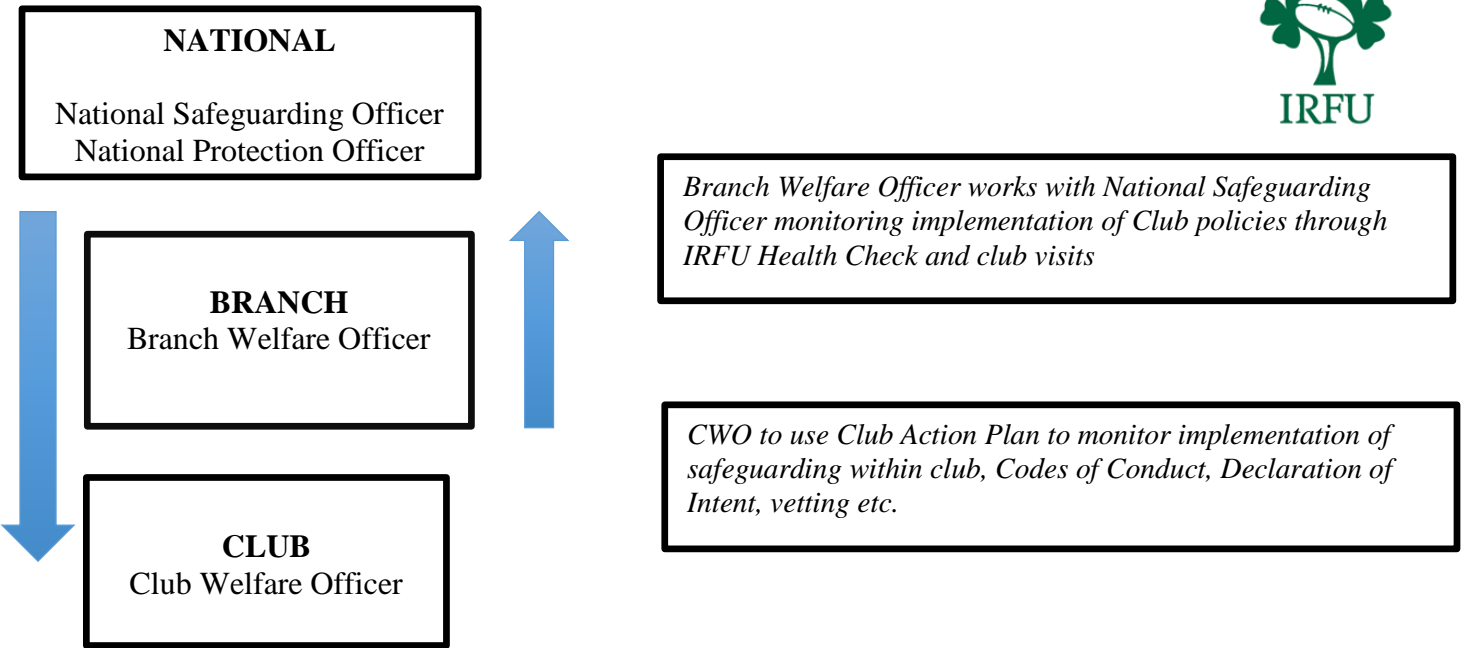 NATIONAL
National Safeguarding Officer
National Protection Officer
IRFU
Branch Welfare Officer works with National Safeguarding
Officer monitoring implementation of Club policies through
IRFU Health Check and club visits
BRANCH
Branch Welfare Officer
CWO to use Club Action Plan to monitor implementation of
safeguarding within club, Codes of Conduct, Declaration of
Intent, vetting etc.
CLUB
Club Welfare Officer